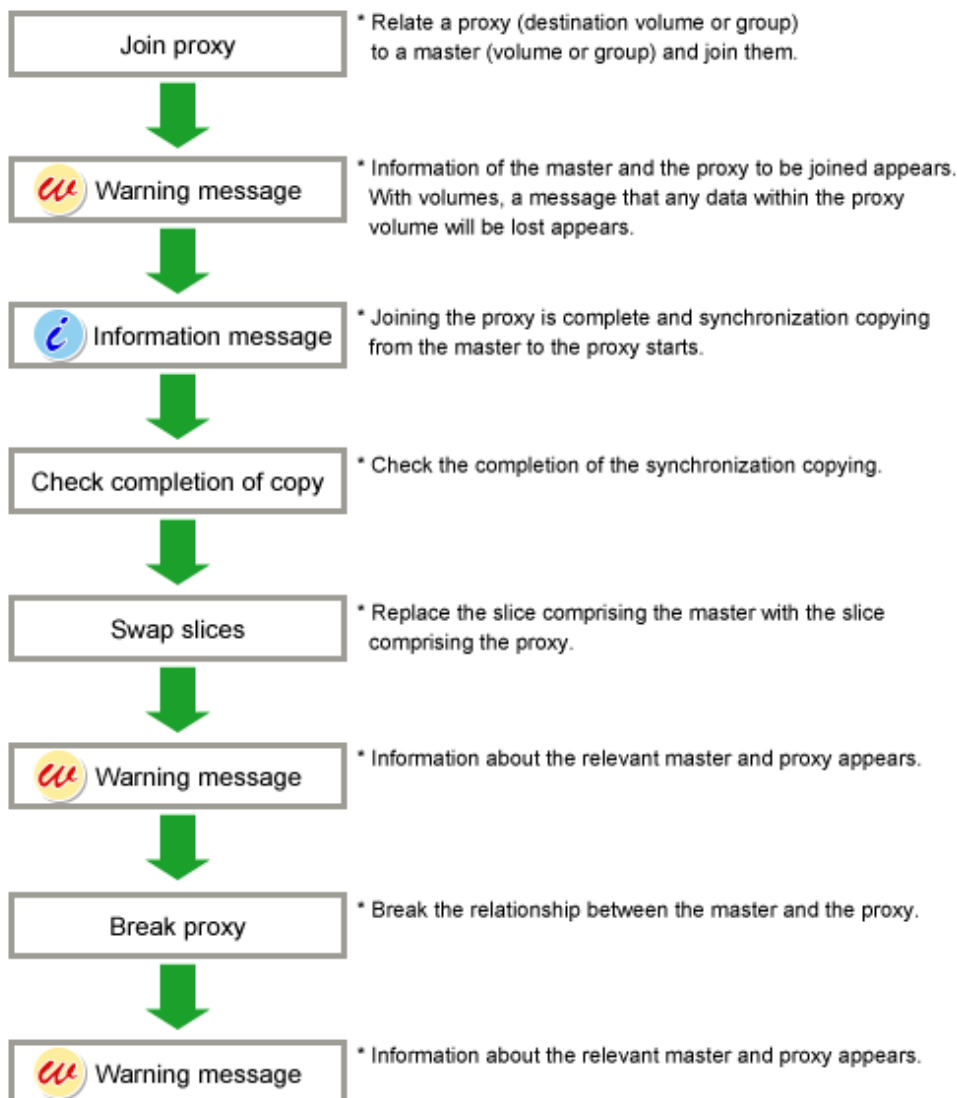 Join proxy
* Relate a proxy (destination volume or group)
to a master (volume or group) and join them.
w Warning message
* Information of the master and the proxy to be joined appears.
With volumes, a message that any data within the proxy
volume will be lost appears.
i Information message
* Joining the proxy is complete and synchronization copying
from the master to the proxy starts.
Check completion of copy
* Check the completion of the synchronization copying.
Swap slices
* Replace the slice comprising the master with the slice
comprising the proxy.
w Warning message
* Information about the relevant master and proxy appears.
Break proxy
* Break the relationship between the master and the proxy.
w Warning message
* Information about the relevant master and proxy appears.